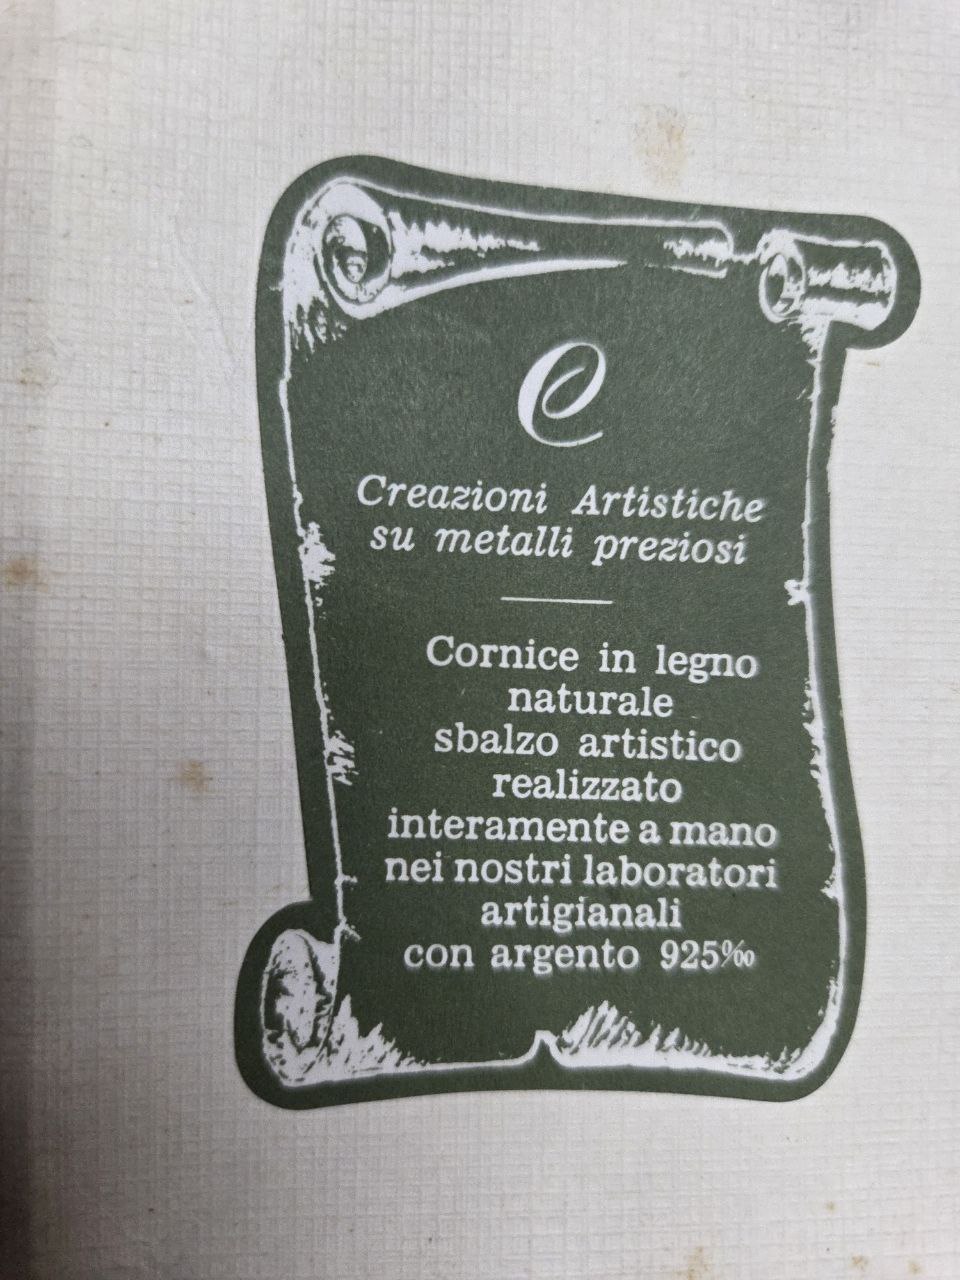 e
Creazioni Artistiche
su metalli preziosi
Cornice in legno
naturale
sbalzo artistico
realizzato
interamente a mano
nei nostri laboratori
artigianali
con argento 925‰